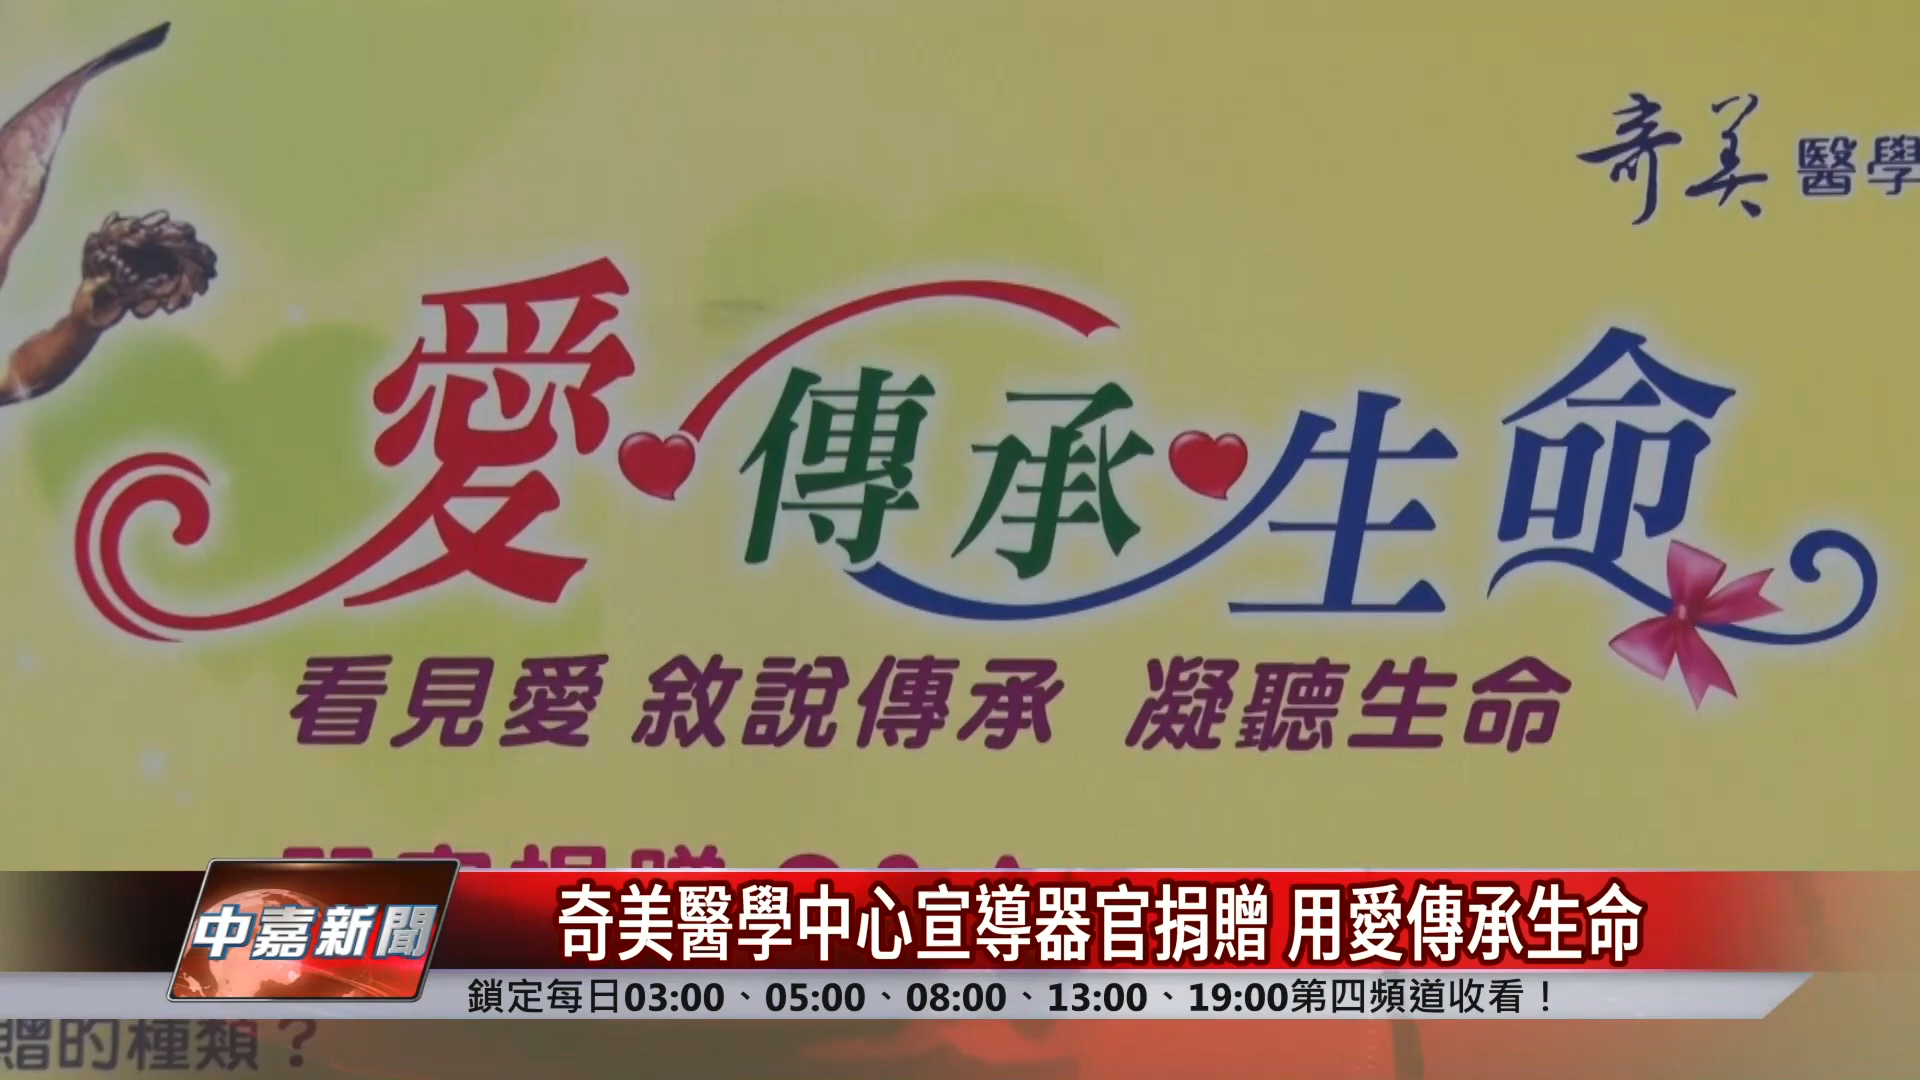 奇美 醫學
愛 傳承 生命
看見愛 敘說傳承 凝聽生命
中嘉新聞
奇美醫學中心宣導器官捐贈 用愛傳承生命
鎖定每日03:00、05:00、08:00、13:00、19:00第四頻道收看！
贈的種類？